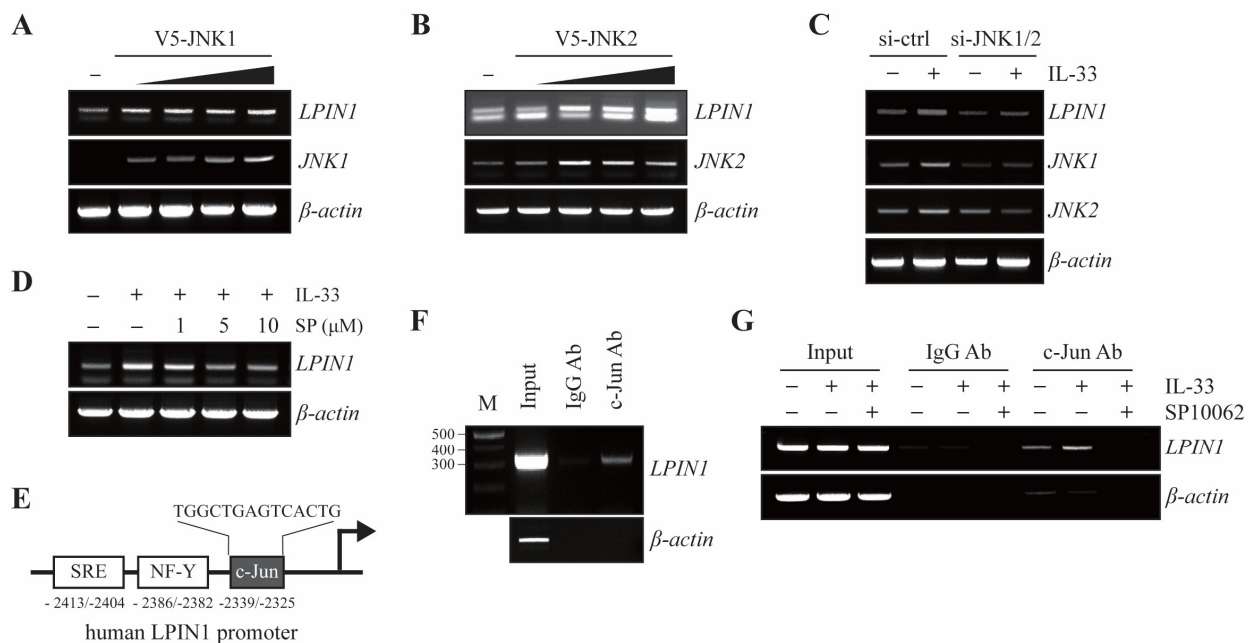 A
V5-JNK1
–
LPIN1
JNK1
β-actin
B
V5-JNK2
–
LPIN1
JNK2
β-actin
C
si-ctrl si-JNK1/2
– + – + IL-33
LPIN1
JNK1
JNK2
β-actin
D
– + + + + IL-33
– – 1 5 10 SP (μM)
LPIN1
β-actin
E
TGGCTGAGTCACTG
SRE NF-Y c-Jun
- 2413/-2404 - 2386/-2382 -2339/-2325
human LPIN1 promoter
F
M Input IgG Ab c-Jun Ab
500
400
300
LPIN1
β-actin
G
Input IgG Ab c-Jun Ab
– + + – + + – + + IL-33
– – + – – + – – + SP10062
LPIN1
β-actin